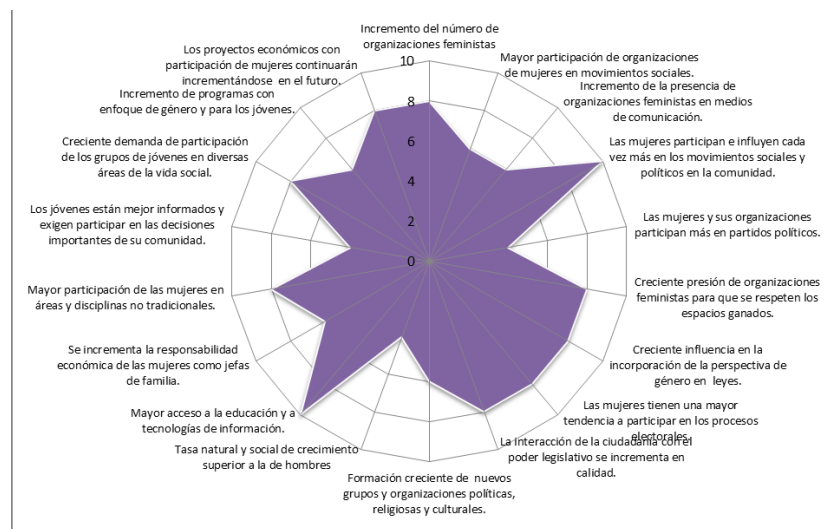 Incremento del número de
organizaciones feministas
Mayor participación de organizaciones
de mujeres en movimientos sociales.
Incremento de la presencia de
organizaciones feministas en medios
de comunicación.
Las mujeres participan e influyen cada
vez más en los movimientos sociales y
políticos en la comunidad.
Las mujeres y sus organizaciones
participan más en partidos políticos.
Creciente presión de organizaciones
feministas para que se respeten los
espacios ganados.
Creciente influencia en la
incorporación de la perspectiva de
género en leyes.
Las mujeres tienen una mayor
tendencia a participar en los procesos
electorales.
La interacción de la ciudadanía con el
poder legislativo se incrementa en
calidad.
Formación creciente de nuevos
grupos y organizaciones políticas,
religiosas y culturales.
Tasa natural y social de crecimiento
superior a la de hombres
Mayor acceso a la educación y a
tecnologías de información.
Se incrementa la responsabilidad
económica de las mujeres como jefas
de familia.
Mayor participación de las mujeres en
áreas y disciplinas no tradicionales.
Los jóvenes están mejor informados y
exigen participar en las decisiones
importantes de su comunidad.
Creciente demanda de participación
de los grupos de jóvenes en diversas
áreas de la vida social.
Incremento de programas con
enfoque de género y para los jóvenes.
Los proyectos económicos con
participación de mujeres continuarán
incrementándose en el futuro.
10
8
6
4
2
0